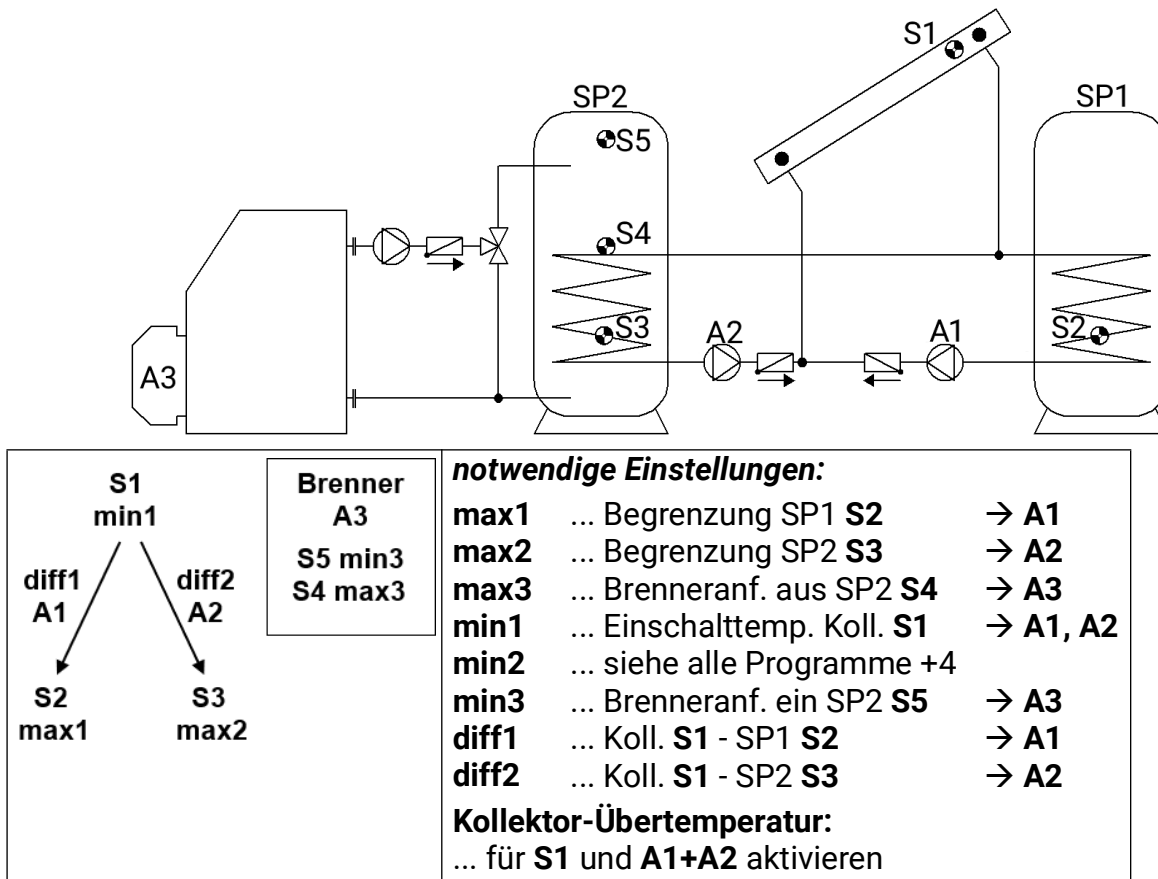 S1
SP2
SP1
S5
S4
S3
A2
A1
S2
A3
S1
min1
diff1
A1
diff2
A2
S2
max1
S3
max2
Brenner
A3
S5 min3
S4 max3
notwendige Einstellungen:
max1 ... Begrenzung SP1 S2 → A1
max2 ... Begrenzung SP2 S3 → A2
max3 ... Brenneranf. aus SP2 S4 → A3
min1 ... Einschalttemp. Koll. S1 → A1, A2
min2 ... siehe alle Programme +4
min3 ... Brenneranf. ein SP2 S5 → A3
diff1 ... Koll. S1 - SP1 S2 → A1
diff2 ... Koll. S1 - SP2 S3 → A2
Kollektor-Übertemperatur:
... für S1 und A1+A2 aktivieren